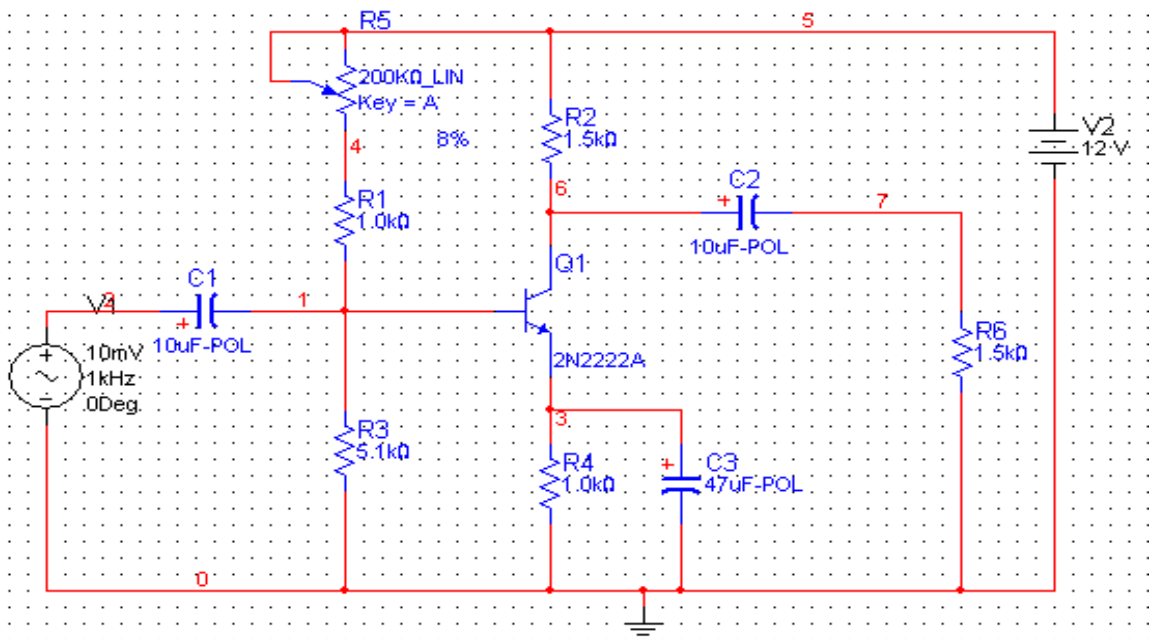 R5
5
200KΩ_LIN
Key = A
8%
R2
1.5kΩ
V2
12 V
4
R1
1.0kΩ
6
C2
+
7
10uF-POL
C1
Q1
V1
2
1
+
10uF-POL
2N2222A
10mV
1kHz
0Deg
R6
1.5kΩ
3
R3
5.1kΩ
R4
1.0kΩ
+
C3
47uF-POL
0